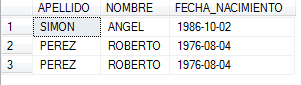 APELLIDO NOMBRE FECHA_NACIMIENTO
1 SIMON ANGEL 1986-10-02
2 PEREZ ROBERTO 1976-08-04
3 PEREZ ROBERTO 1976-08-04